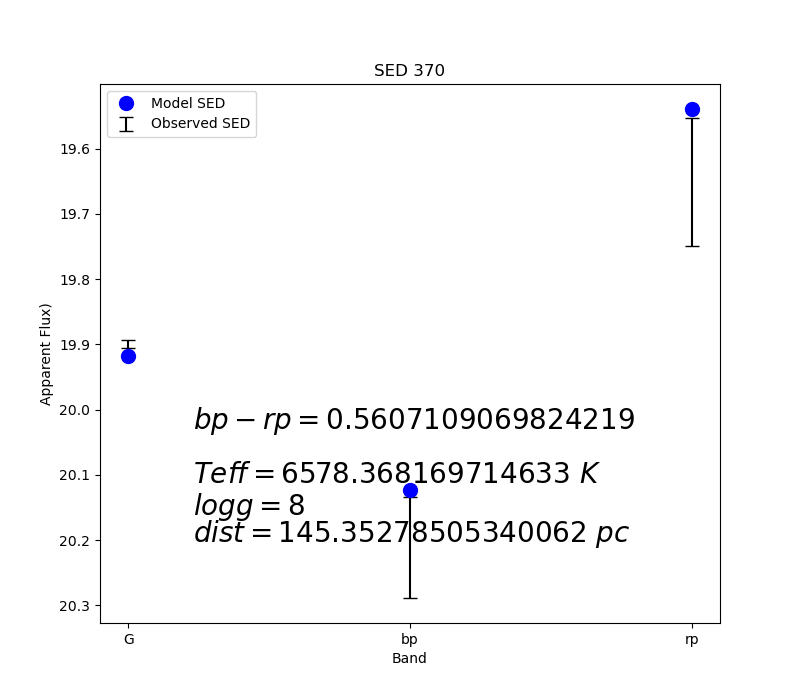 SED 370
Model SED
Observed SED
19.6
19.7
19.8
19.9
20.0
20.1
20.2
20.3
Apparent Flux)
bp − rp = 0.5607109069824219
Teff = 6578.368169714633 K
logg = 8
dist = 145.35278505340062 pc
G bp rp
Band